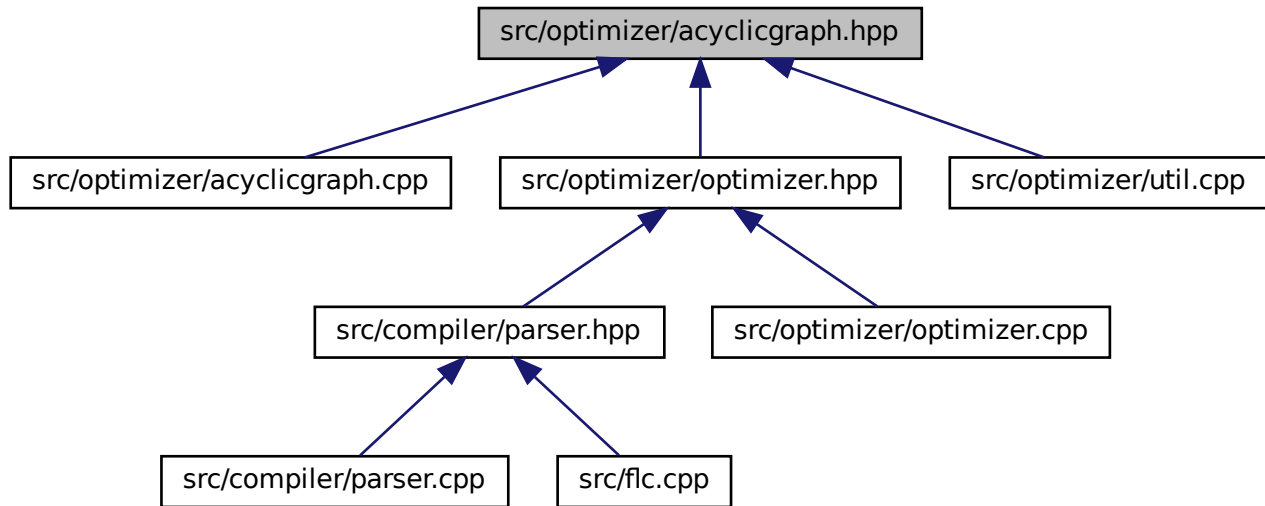 src/optimizer/acyclicgraph.hpp
src/optimizer/acyclicgraph.cpp
src/optimizer/optimizer.hpp
src/optimizer/util.cpp
src/compiler/parser.hpp
src/optimizer/optimizer.cpp
src/compiler/parser.cpp
src/flc.cpp